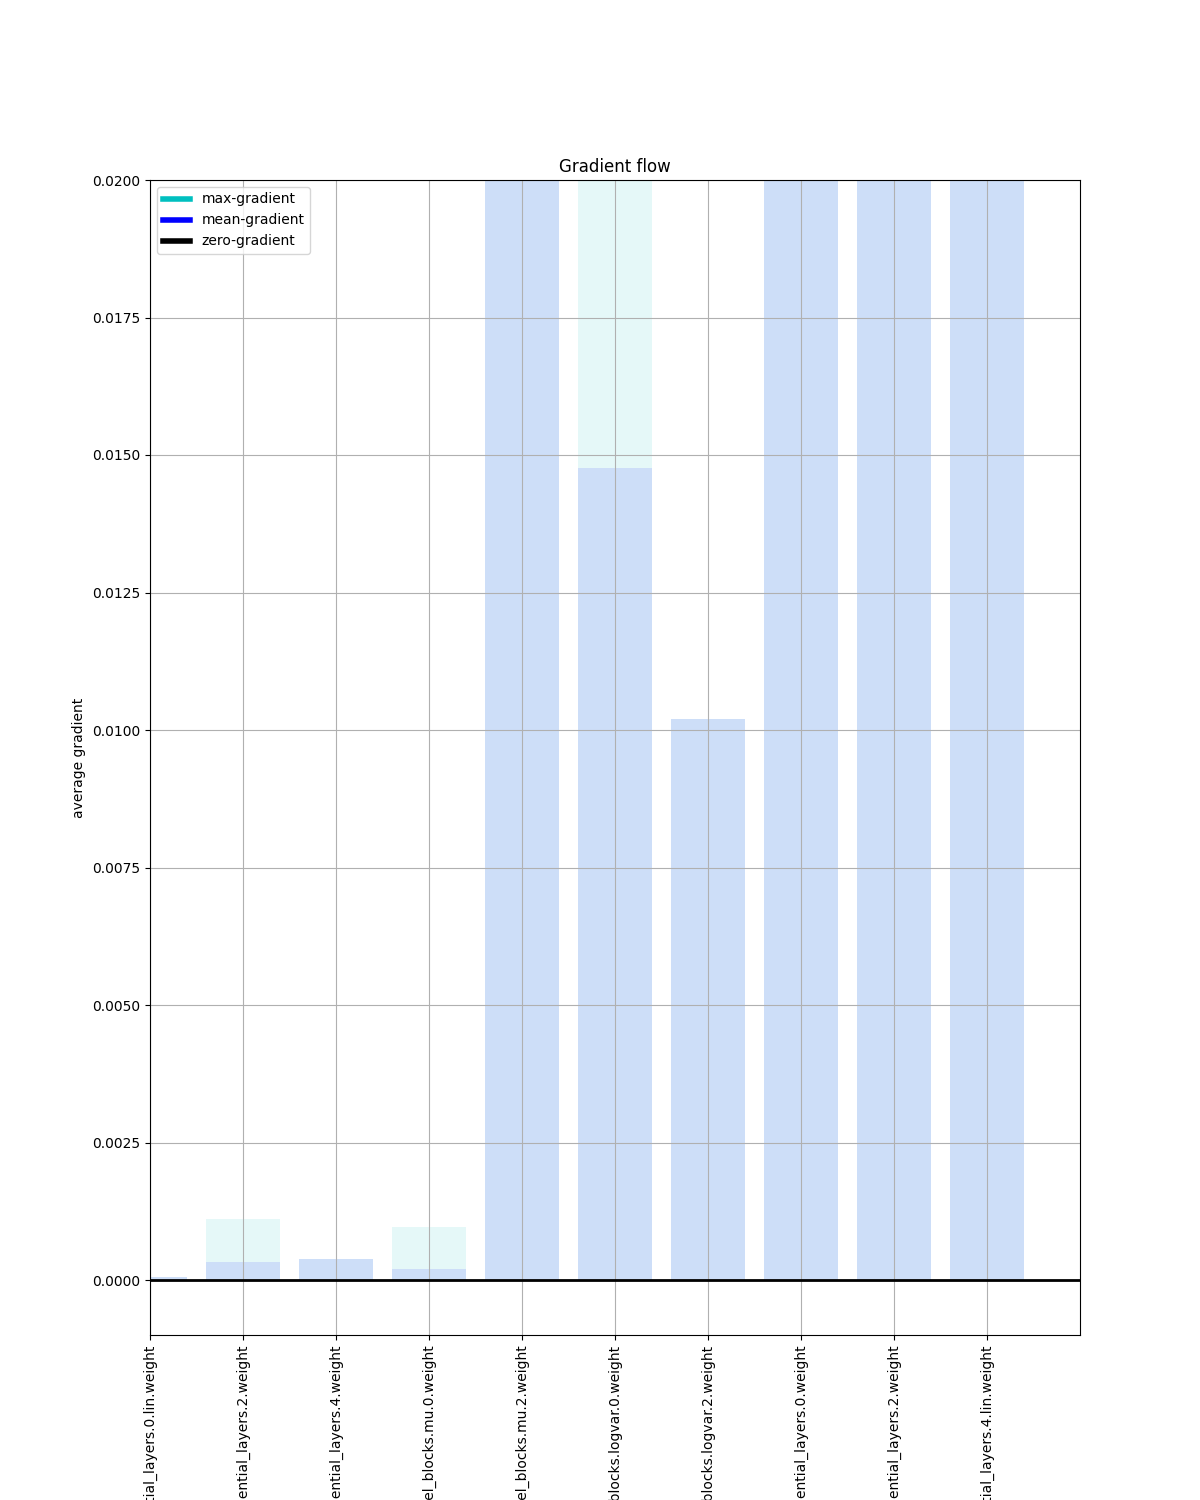 Gradient flow
max-gradient
mean-gradient
zero-gradient
0.0200
0.0175
0.0150
0.0125
0.0100
0.0075
0.0050
0.0025
0.0000
average gradient
tial_layers.0.lin.weight
ential_layers.2.weight
ential_layers.4.weight
el_blocks.mu.0.weight
el_blocks.mu.2.weight
blocks.logvar.0.weight
blocks.logvar.2.weight
ential_layers.0.weight
ential_layers.2.weight
tial_layers.4.lin.weight